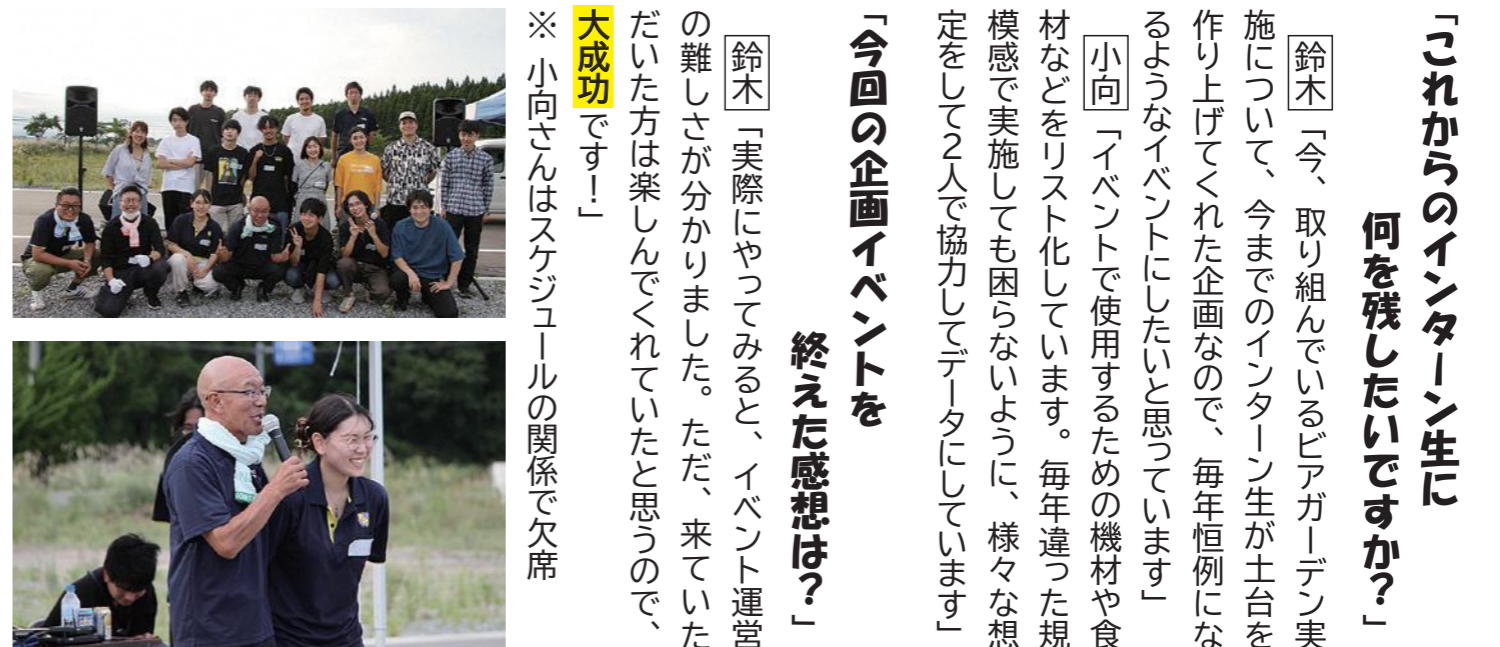 「これからのインターン生に
何を残したいですか？」
鈴木「今、取り組んでいるビアガーデン実
施について、今までのインターン生が土台を
作り上げてくれた企画なので、毎年恒例にな
るようなイベントにしたいと思っています」
小向「イベントで使用するための機材や食
材などをリスト化しています。毎年違った規
模感で実施しても困らないように、様々な想
定をして2人で協力してデータにしています」
「今回の企画イベントを
終えた感想は？」
鈴木「実際にやってみると、イベント運営
の難しさが分かりました。ただ、来ていた
だいた方は楽しんでくれていたと思うので、
大成功です！」
※ 小向さんはスケジュールの関係で欠席